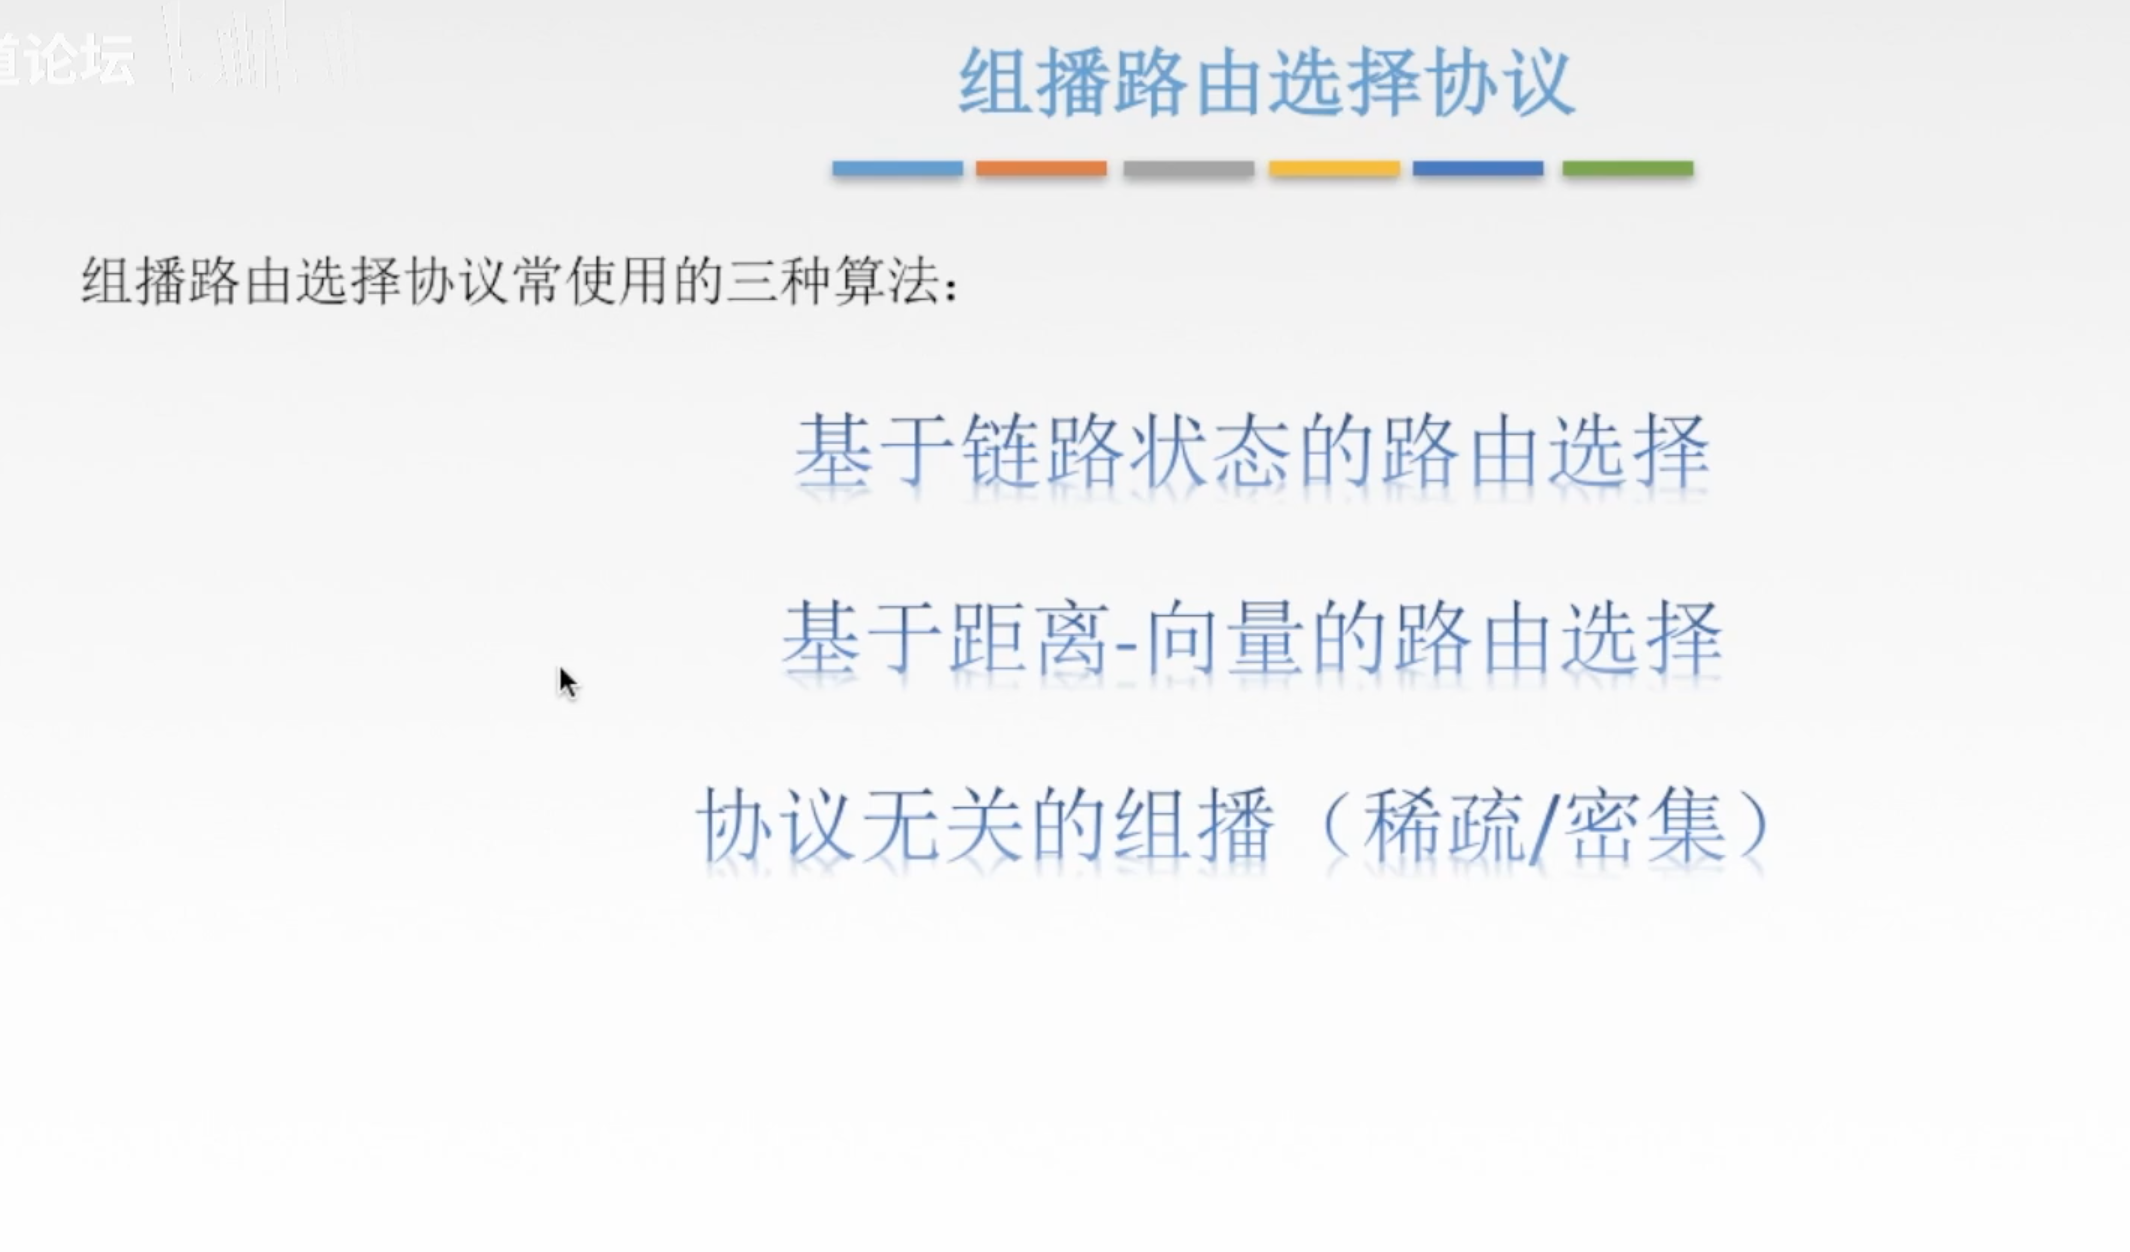 道论坛
组播路由选择协议
组播路由选择协议常使用的三种算法：
基于链路状态的路由选择
基于距离-向量的路由选择
协议无关的组播（稀疏/密集）